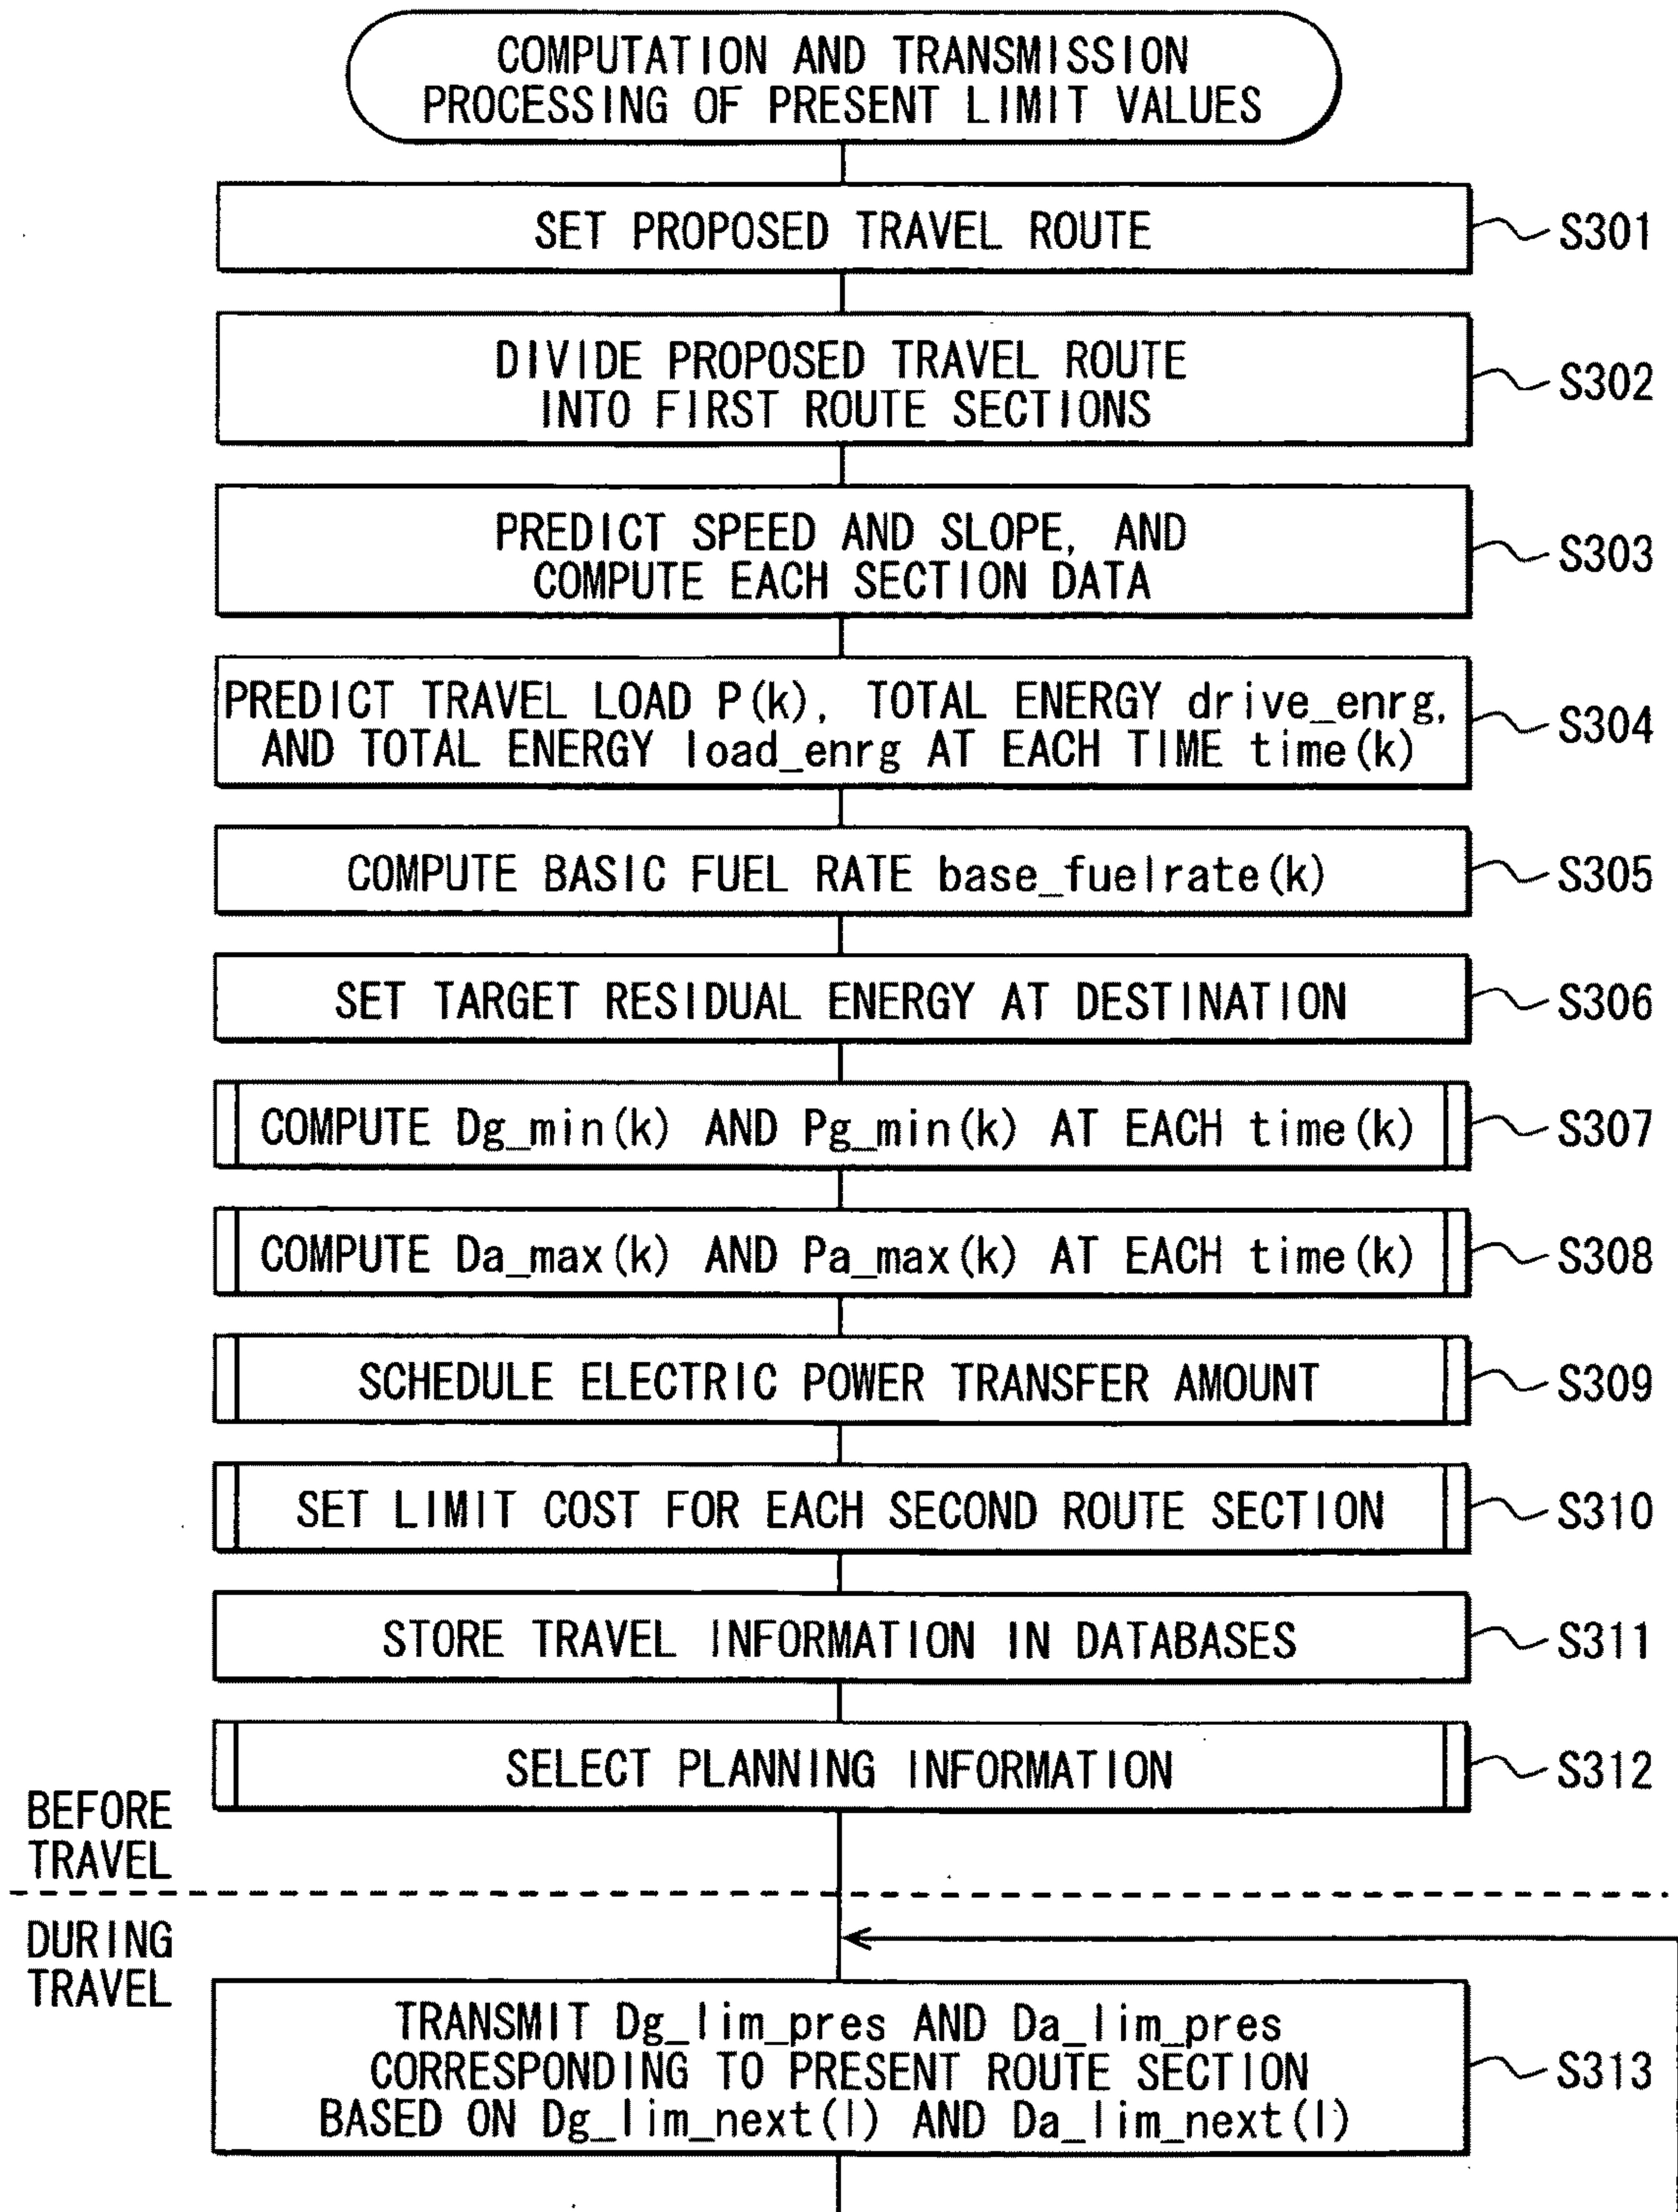 COMPUTATION AND TRANSMISSION
PROCESSING OF PRESENT LIMIT VALUES
SET PROPOSED TRAVEL ROUTE
S301
DIVIDE PROPOSED TRAVEL ROUTE
INTO FIRST ROUTE SECTIONS
S302
PREDICT SPEED AND SLOPE, AND
COMPUTE EACH SECTION DATA
S303
PREDICT TRAVEL LOAD P(k), TOTAL ENERGY drive_enrg,
AND TOTAL ENERGY load_enrg AT EACH TIME time(k)
S304
COMPUTE BASIC FUEL RATE base_fuelrate(k)
S305
SET TARGET RESIDUAL ENERGY AT DESTINATION
S306
COMPUTE Dg_min(k) AND Pg_min(k) AT EACH time(k)
S307
COMPUTE Da_max(k) AND Pa_max(k) AT EACH time(k)
S308
SCHEDULE ELECTRIC POWER TRANSFER AMOUNT
S309
SET LIMIT COST FOR EACH SECOND ROUTE SECTION
S310
STORE TRAVEL INFORMATION IN DATABASES
S311
SELECT PLANNING INFORMATION
S312
BEFORE
TRAVEL
DURING
TRAVEL
TRANSMIT Dg_lim_pres AND Da_lim_pres
CORRESPONDING TO PRESENT ROUTE SECTION
BASED ON Dg_lim_next(l) AND Da_lim_next(l)
S313